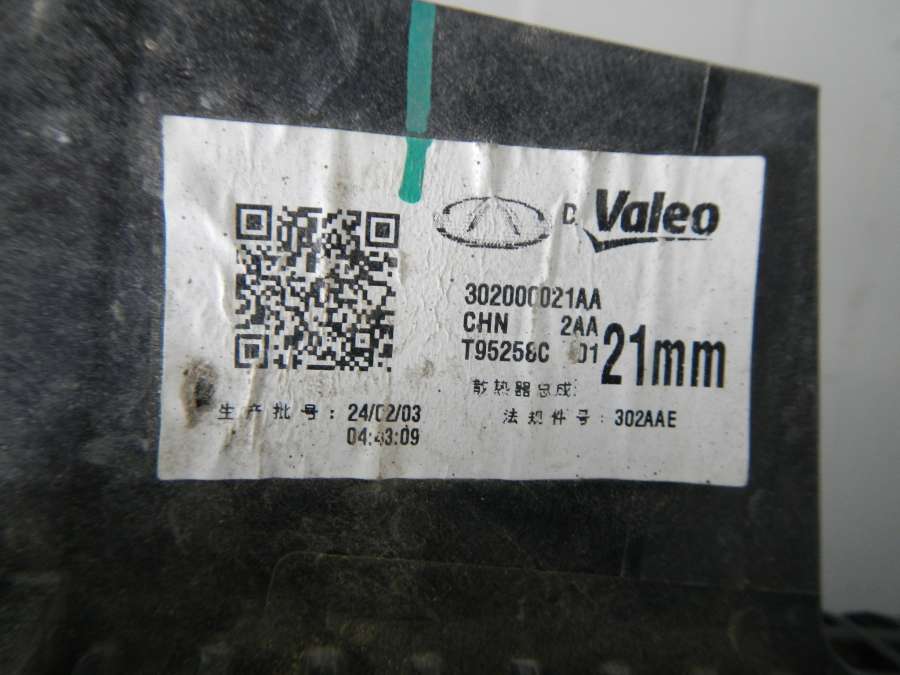 D. Valeo
302000021AA
CHN 2AA
T95258C 01
21mm
散热器总成:
生产批号: 24/02/03
04:43:09
法规件号: 302AAE